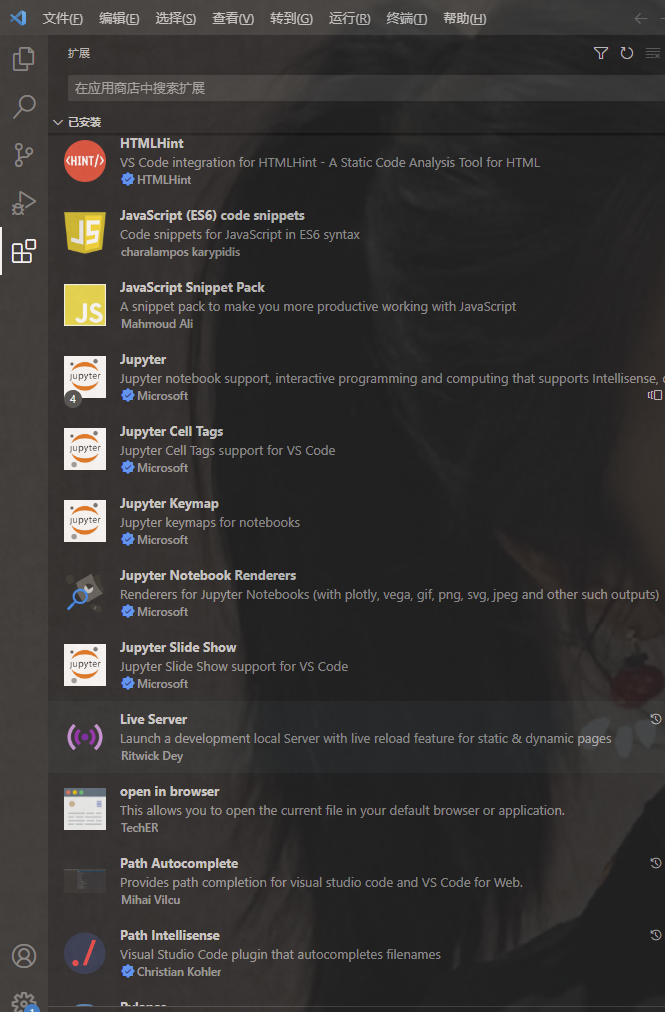 文件(F) 编辑(E) 选择(S) 查看(V) 转到(G) 运行(R) 终端(T) 帮助(H)
扩展
在应用商店中搜索扩展
已安装
HTMLHint
<HINT/>
VS Code integration for HTMLHint - A Static Code Analysis Tool for HTML
HTMLHint
JavaScript (ES6) code snippets
JS
Code snippets for JavaScript in ES6 syntax
charalampos karypidis
JavaScript Snippet Pack
JS
A snippet pack to make you more productive working with JavaScript
Mahmoud Ali
Jupyter
jupyter
Jupyter notebook support, interactive programming and computing that supports Intellisense,
4
Microsoft
Jupyter Cell Tags
jupyter
Jupyter Cell Tags support for VS Code
Microsoft
Jupyter Keymap
jupyter
Jupyter keymaps for notebooks
Microsoft
Jupyter Notebook Renderers
Renderers for Jupyter Notebooks (with plotly, vega, gif, png, svg, jpeg and other such outputs)
Microsoft
Jupyter Slide Show
jupyter
Jupyter Slide Show support for VS Code
Microsoft
Live Server
Launch a development local Server with live reload feature for static & dynamic pages
Ritwick Dey
open in browser
This allows you to open the current file in your default browser or application.
TechER
Path Autocomplete
Provides path completion for visual studio code and VS Code for Web.
Mihai Vilcu
Path Intellisense
./
Visual Studio Code plugin that autocompletes filenames
Christian Kohler
1